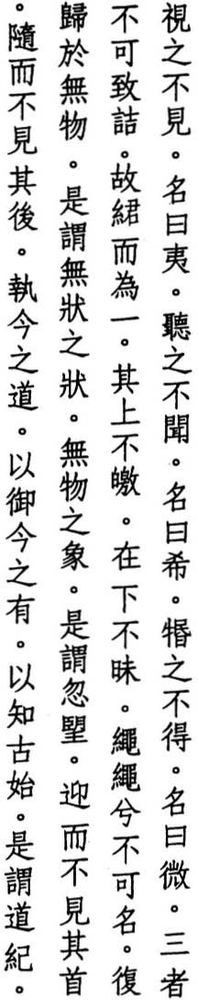 視之不見。名曰夷。聽之不聞。名曰希。捪之不得。名曰微。三者
不可致詰。故而為一。其上不皦。在下不昧。繩繩兮不可名。復
歸於無物。是謂無狀之狀。無物之象。是謂忽朢。迎而不見其首
。隨而不見其後。執今之道。以御今之有。以知古始。是謂道紀。